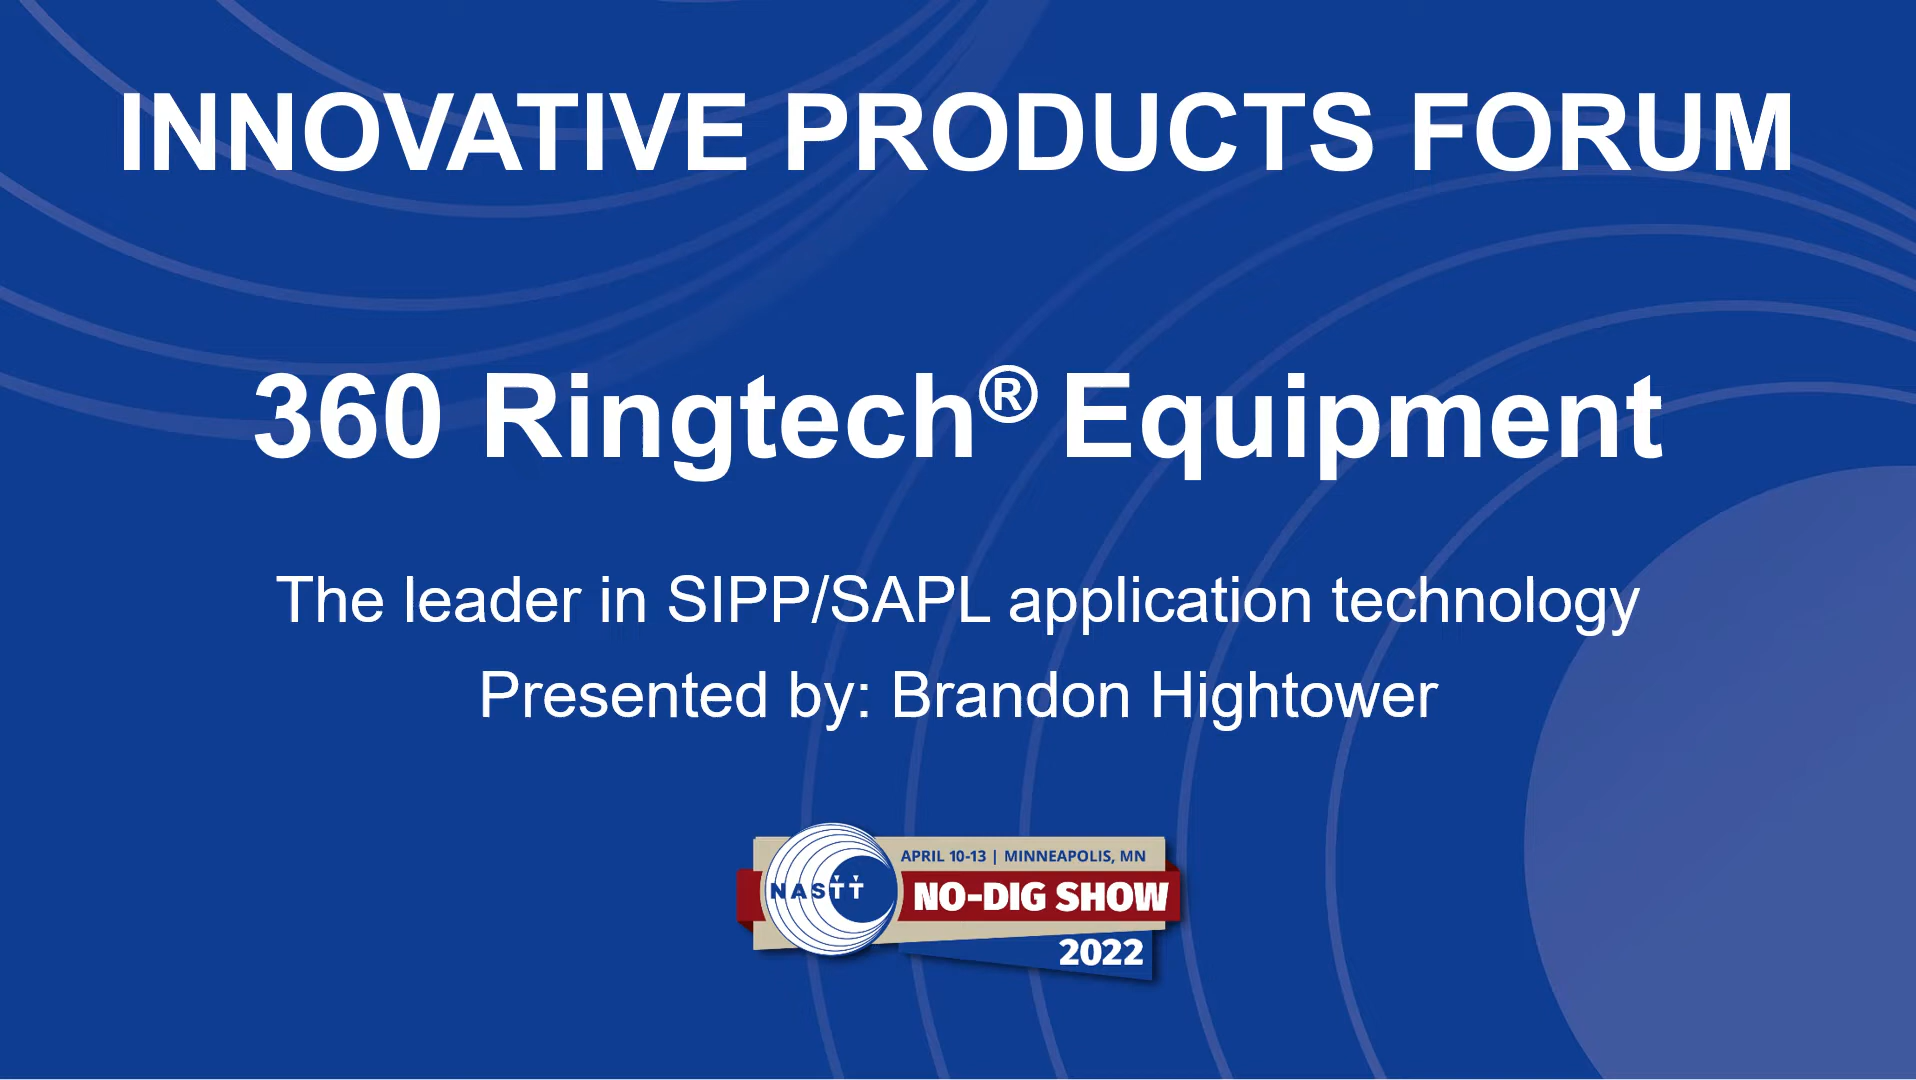 INNOVATIVE PRODUCTS FORUM
360 Ringtech® Equipment
The leader in SIPP/SAPL application technology
Presented by: Brandon Hightower
APRIL 10-13 | MINNEAPOLIS, MN
NASTT
NO-DIG SHOW
2022